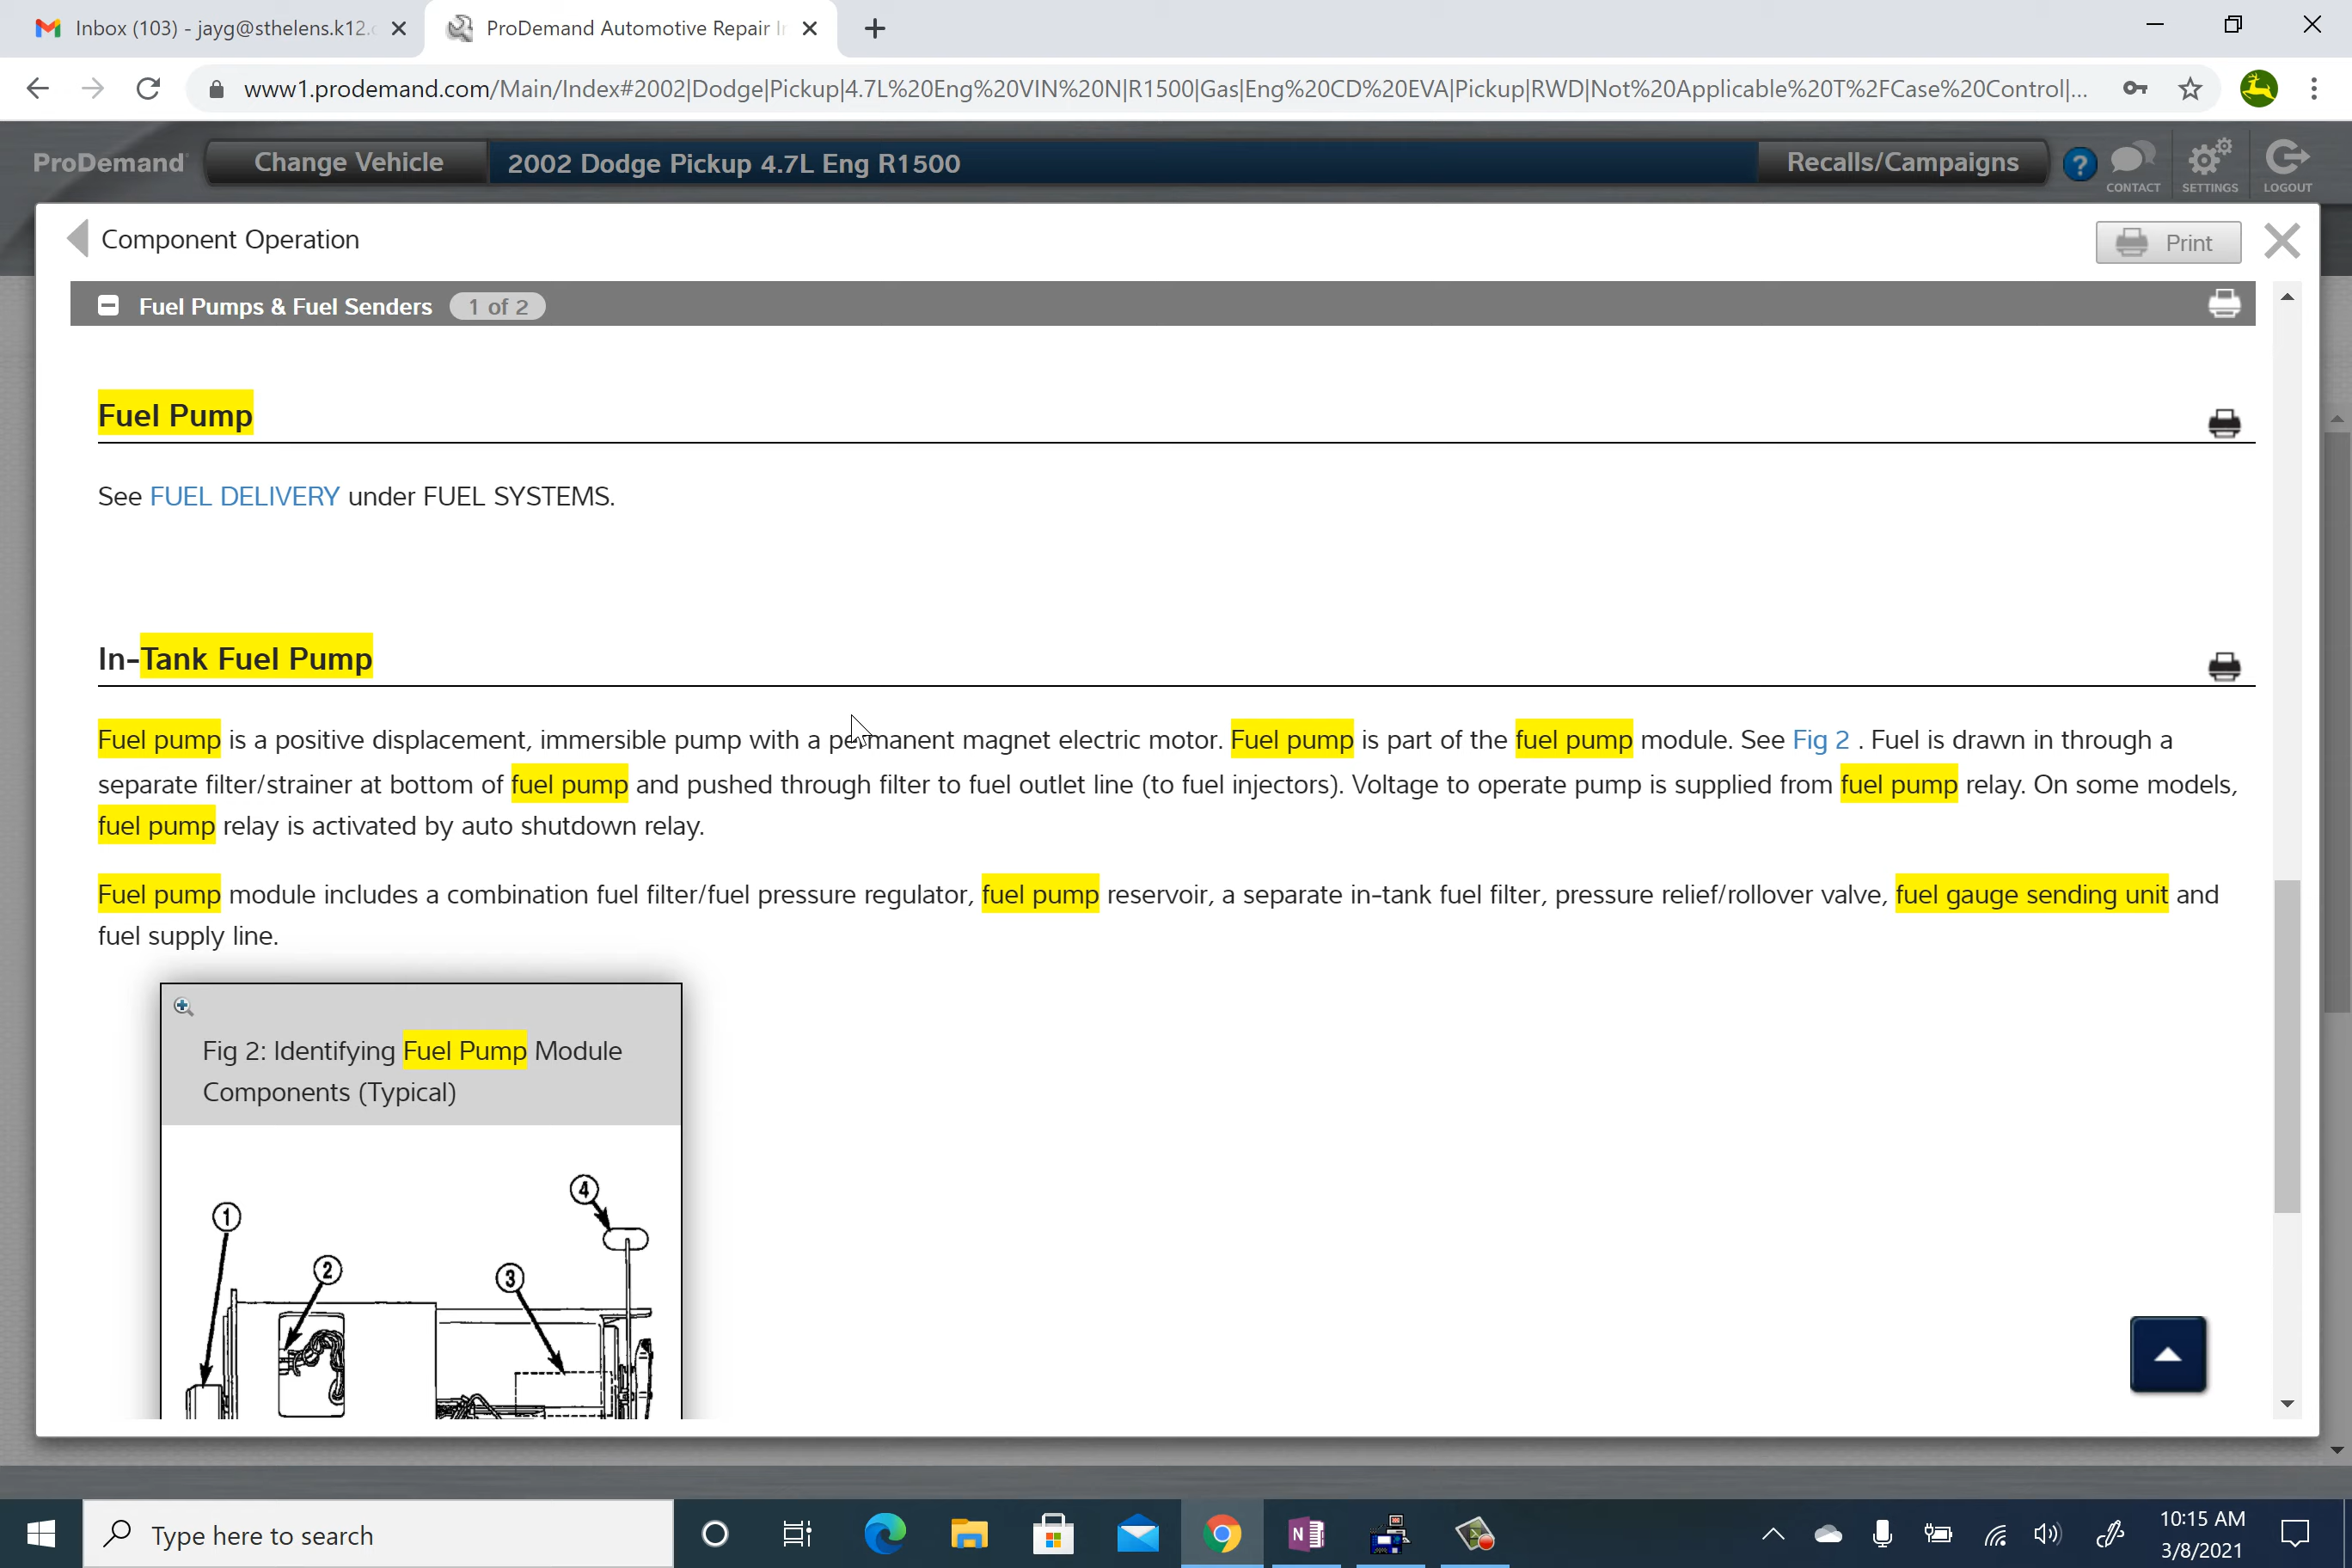 Inbox (103) - jayg@sthelens.k12.
ProDemand Automotive Repair I
www1.prodemand.com/Main/Index#2002|Dodge|Pickup|4.7L%20Eng%20VIN%20N|R1500|Gas|Eng%20CD%20EVA|Pickup|RWD|Not%20Applicable%20T%2FCase%20Control|...
ProDemand
Change Vehicle
2002 Dodge Pickup 4.7L Eng R1500
Recalls/Campaigns
?
CONTACT
SETTINGS
LOGOUT
Component Operation
Print
Fuel Pumps & Fuel Senders 1 of 2
Fuel Pump
See FUEL DELIVERY under FUEL SYSTEMS.
In-Tank Fuel Pump
Fuel pump is a positive displacement, immersible pump with a permanent magnet electric motor. Fuel pump is part of the fuel pump module. See Fig 2 . Fuel is drawn in through a
separate filter/strainer at bottom of fuel pump and pushed through filter to fuel outlet line (to fuel injectors). Voltage to operate pump is supplied from fuel pump relay. On some models,
fuel pump relay is activated by auto shutdown relay.
Fuel pump module includes a combination fuel filter/fuel pressure regulator, fuel pump reservoir, a separate in-tank fuel filter, pressure relief/rollover valve, fuel gauge sending unit and
fuel supply line.
Fig 2: Identifying Fuel Pump Module
Components (Typical)
4
1
2
3
Type here to search
N
10:15 AM
3/8/2021